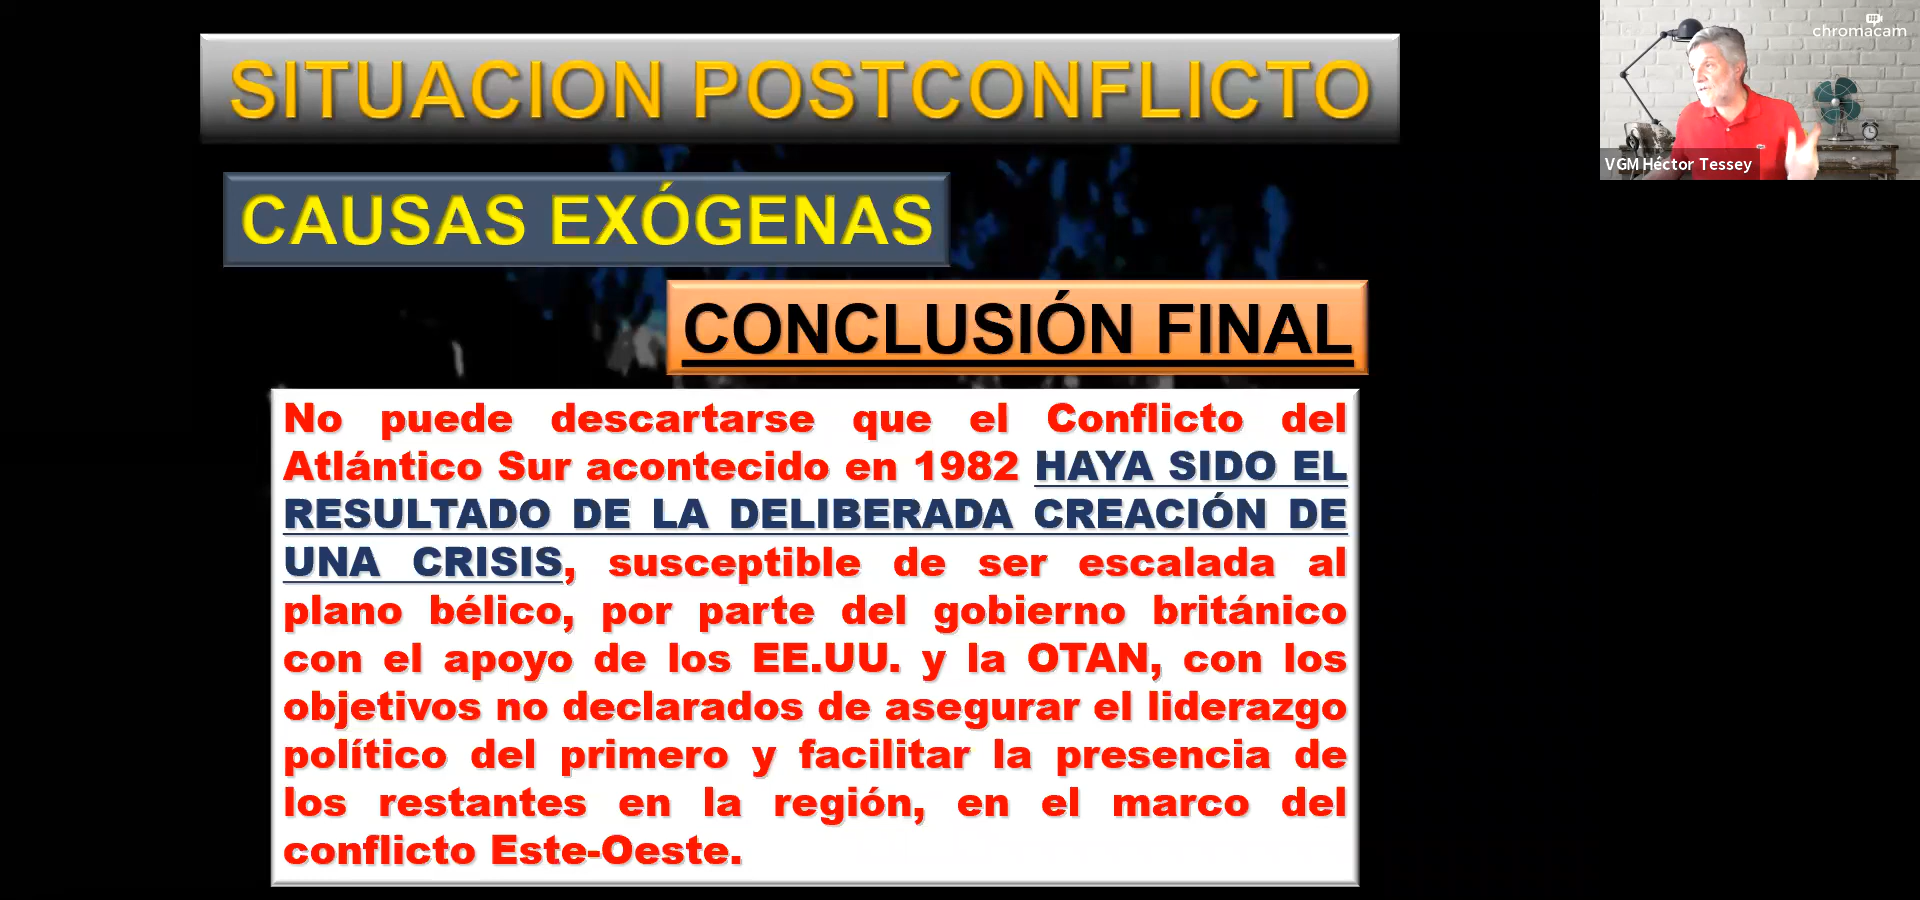 SITUACION POSTCONFLICTO
chromacam
VGM Héctor Tessey
CAUSAS EXÓGENAS
CONCLUSIÓN FINAL
No puede descartarse que el Conflicto del
Atlántico Sur acontecido en 1982 HAYA SIDO EL
RESULTADO DE LA DELIBERADA CREACIÓN DE
UNA CRISIS, susceptible de ser escalada al
plano bélico, por parte del gobierno británico
con el apoyo de los EE.UU. y la OTAN, con los
objetivos no declarados de asegurar el liderazgo
político del primero y facilitar la presencia de
los restantes en la región, en el marco del
conflicto Este-Oeste.